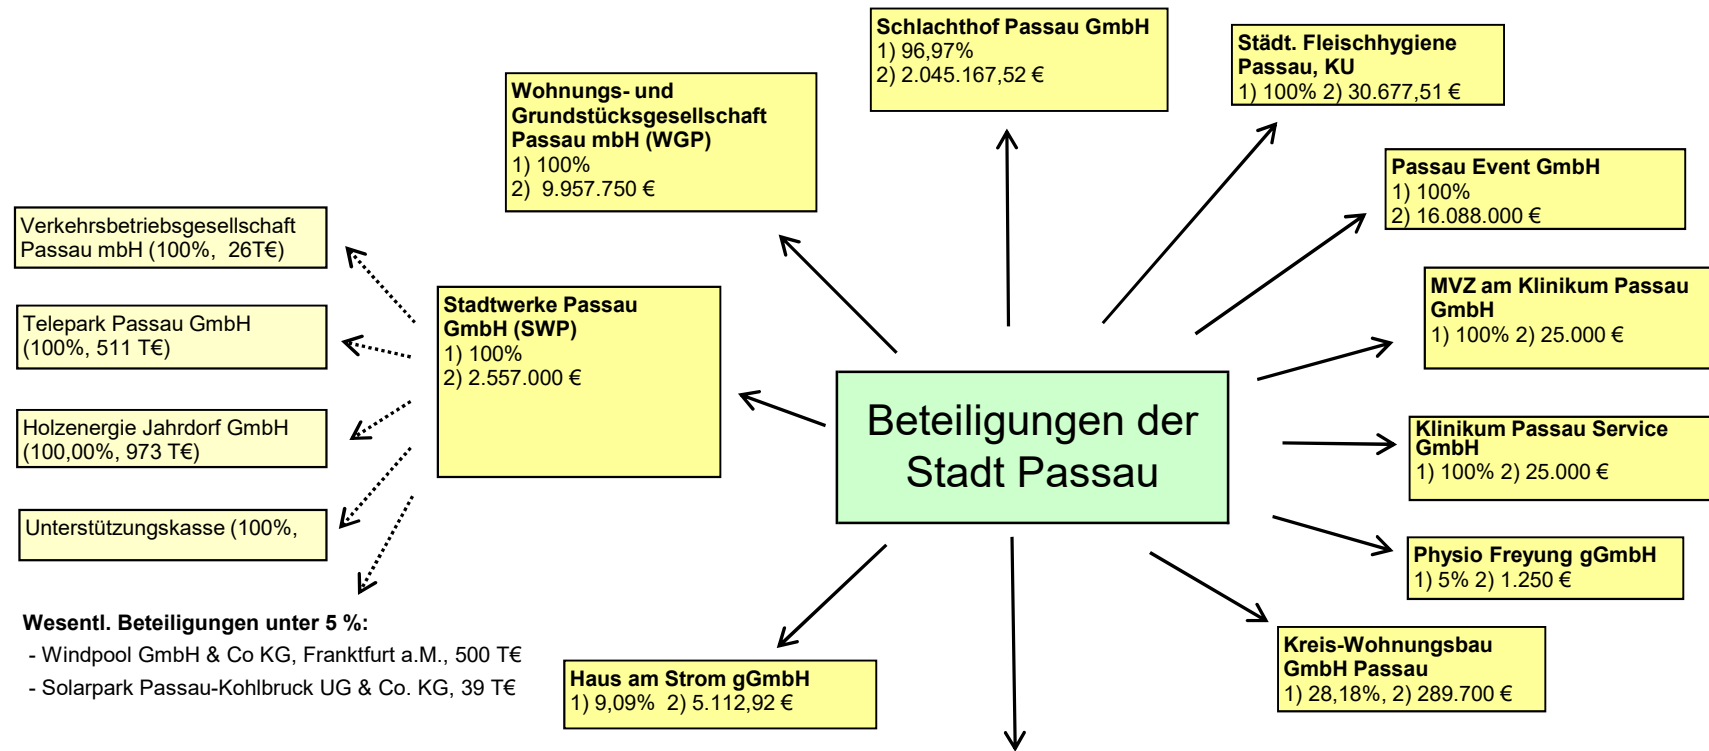 Schlachthof Passau GmbH
1) 96,97%
2) 2.045.167,52 €
Städt. Fleischhygiene
Passau, KU
1) 100% 2) 30.677,51 €
Wohnungs- und
Grundstücksgesellschaft
Passau mbH (WGP)
1) 100%
2) 9.957.750 €
Passau Event GmbH
1) 100%
2) 16.088.000 €
Verkehrsbetriebsgesellschaft
Passau mbH (100%, 26T€)
Telepark Passau GmbH
(100%, 511 T€)
Holzenergie Jahrdorf GmbH
(100,00%, 973 T€)
Unterstützungskasse (100%,
Stadtwerke Passau
GmbH (SWP)
1) 100%
2) 2.557.000 €
Beteiligungen der
Stadt Passau
MVZ am Klinikum Passau
GmbH
1) 100% 2) 25.000 €
Klinikum Passau Service
GmbH
1) 100% 2) 25.000 €
Physio Freyung gGmbH
1) 5% 2) 1.250 €
Kreis-Wohnungsbau
GmbH Passau
1) 28,18%, 2) 289.700 €
Wesentl. Beteiligungen unter 5 %:
- Windpool GmbH & Co KG, Franktfurt a.M., 500 T€
- Solarpark Passau-Kohlbruck UG & Co. KG, 39 T€
Haus am Strom gGmbH
1) 9,09% 2) 5.112,92 €